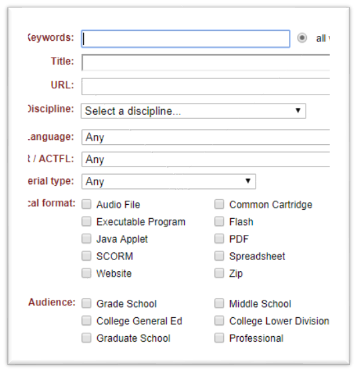 Keywords: all
Title:
URL:
Discipline: Select a discipline...
Language: Any
/ ACTFL: Any
erial type: Any
cal format: Audio File Common Cartridge
Executable Program Flash
Java Applet PDF
SCORM Spreadsheet
Website Zip
Audience: Grade School Middle School
College General Ed College Lower Division
Graduate School Professional